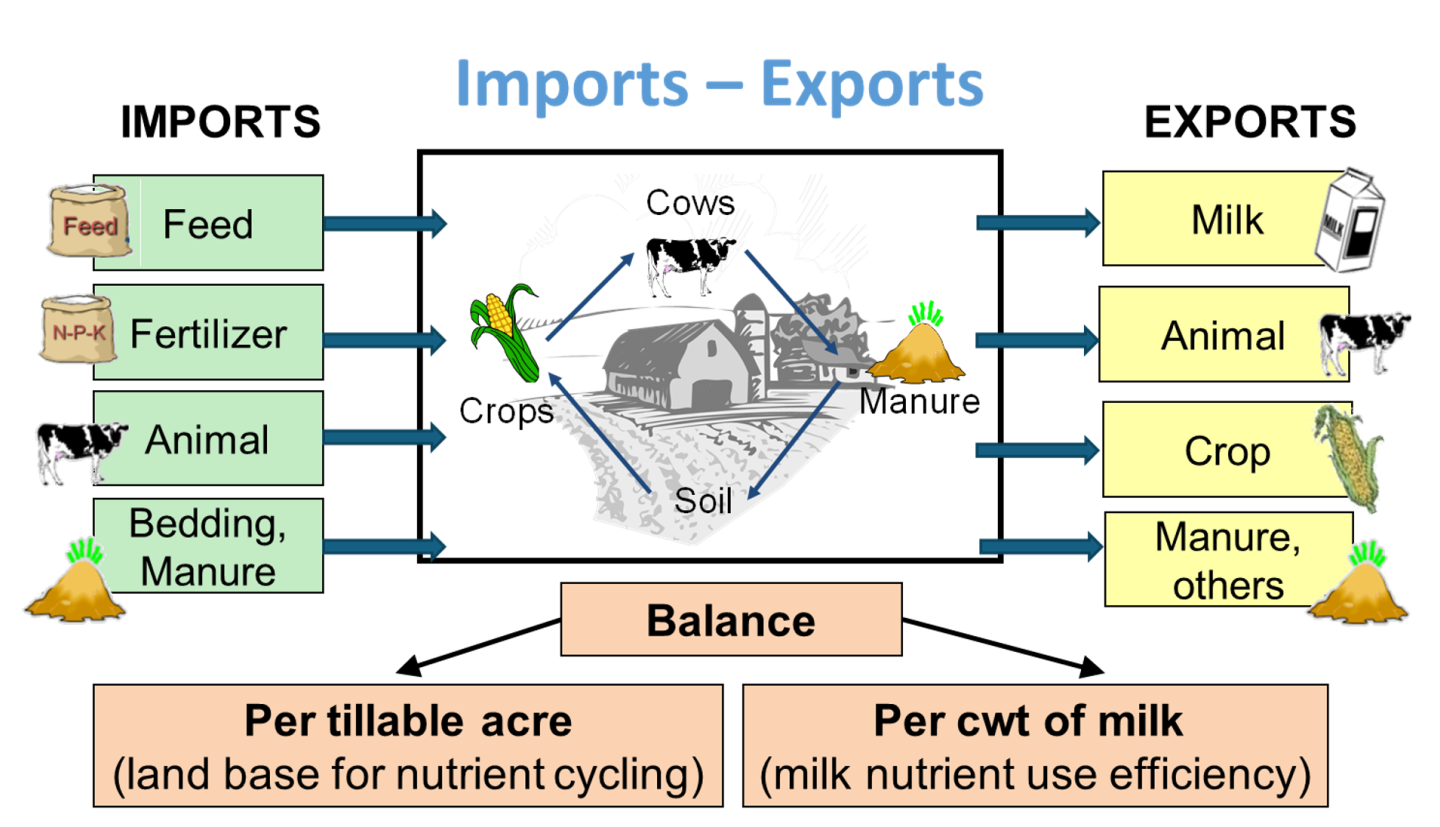 Imports – Exports
IMPORTS
EXPORTS
Feed
Feed
N-P-K
Fertilizer
Animal
Bedding,
Manure
Cows
Crops
Manure
Soil
Milk
MILK
Animal
Crop
Manure,
others
Balance
Per tillable acre
(land base for nutrient cycling)
Per cwt of milk
(milk nutrient use efficiency)